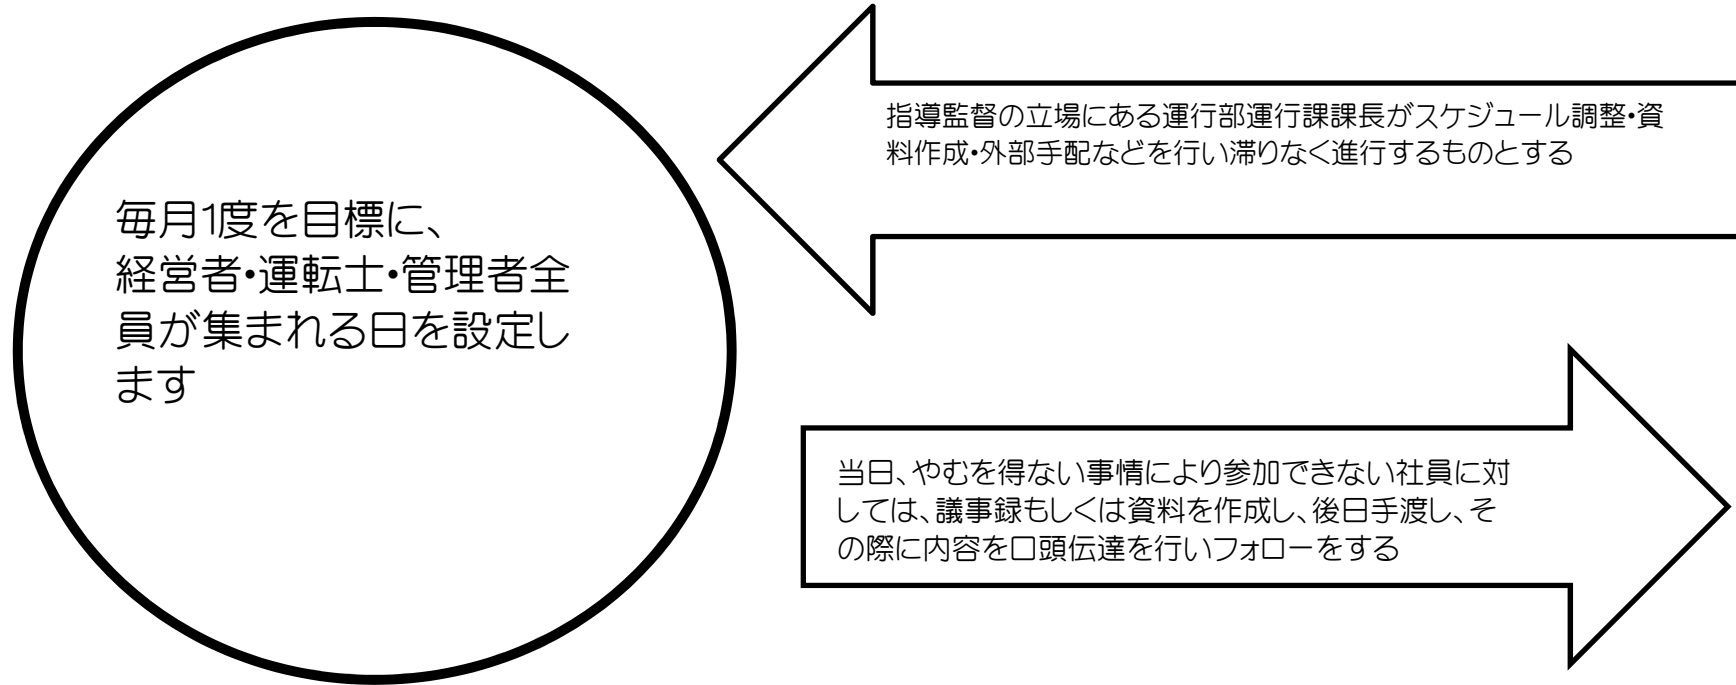 毎月1度を目標に、
経営者・運転士・管理者全
員が集まれる日を設定し
ます
指導監督の立場にある運行部運行課課長がスケジュール調整・資
料作成・外部手配などを行い滞りなく進行するものとする
当日、やむを得ない事情により参加できない社員に対
しては、議事録もしくは資料を作成し、後日手渡し、そ
の際に内容を口頭伝達を行いフォローをする